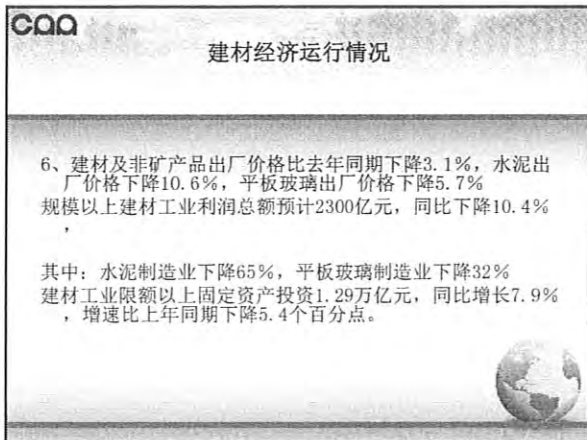 caa
建材经济运行情况
6、建材及非矿产品出厂价格比去年同期下降3.1%，水泥出
厂价格下降10.6%，平板玻璃出厂价格下降5.7%
规模以上建材工业利润总额预计2300亿元，同比下降10.4%
，
其中：水泥制造业下降65%，平板玻璃制造业下降32%
建材工业限额以上固定资产投资1.29万亿元，同比增长7.9%
，增速比上年同期下降5.4个百分点。